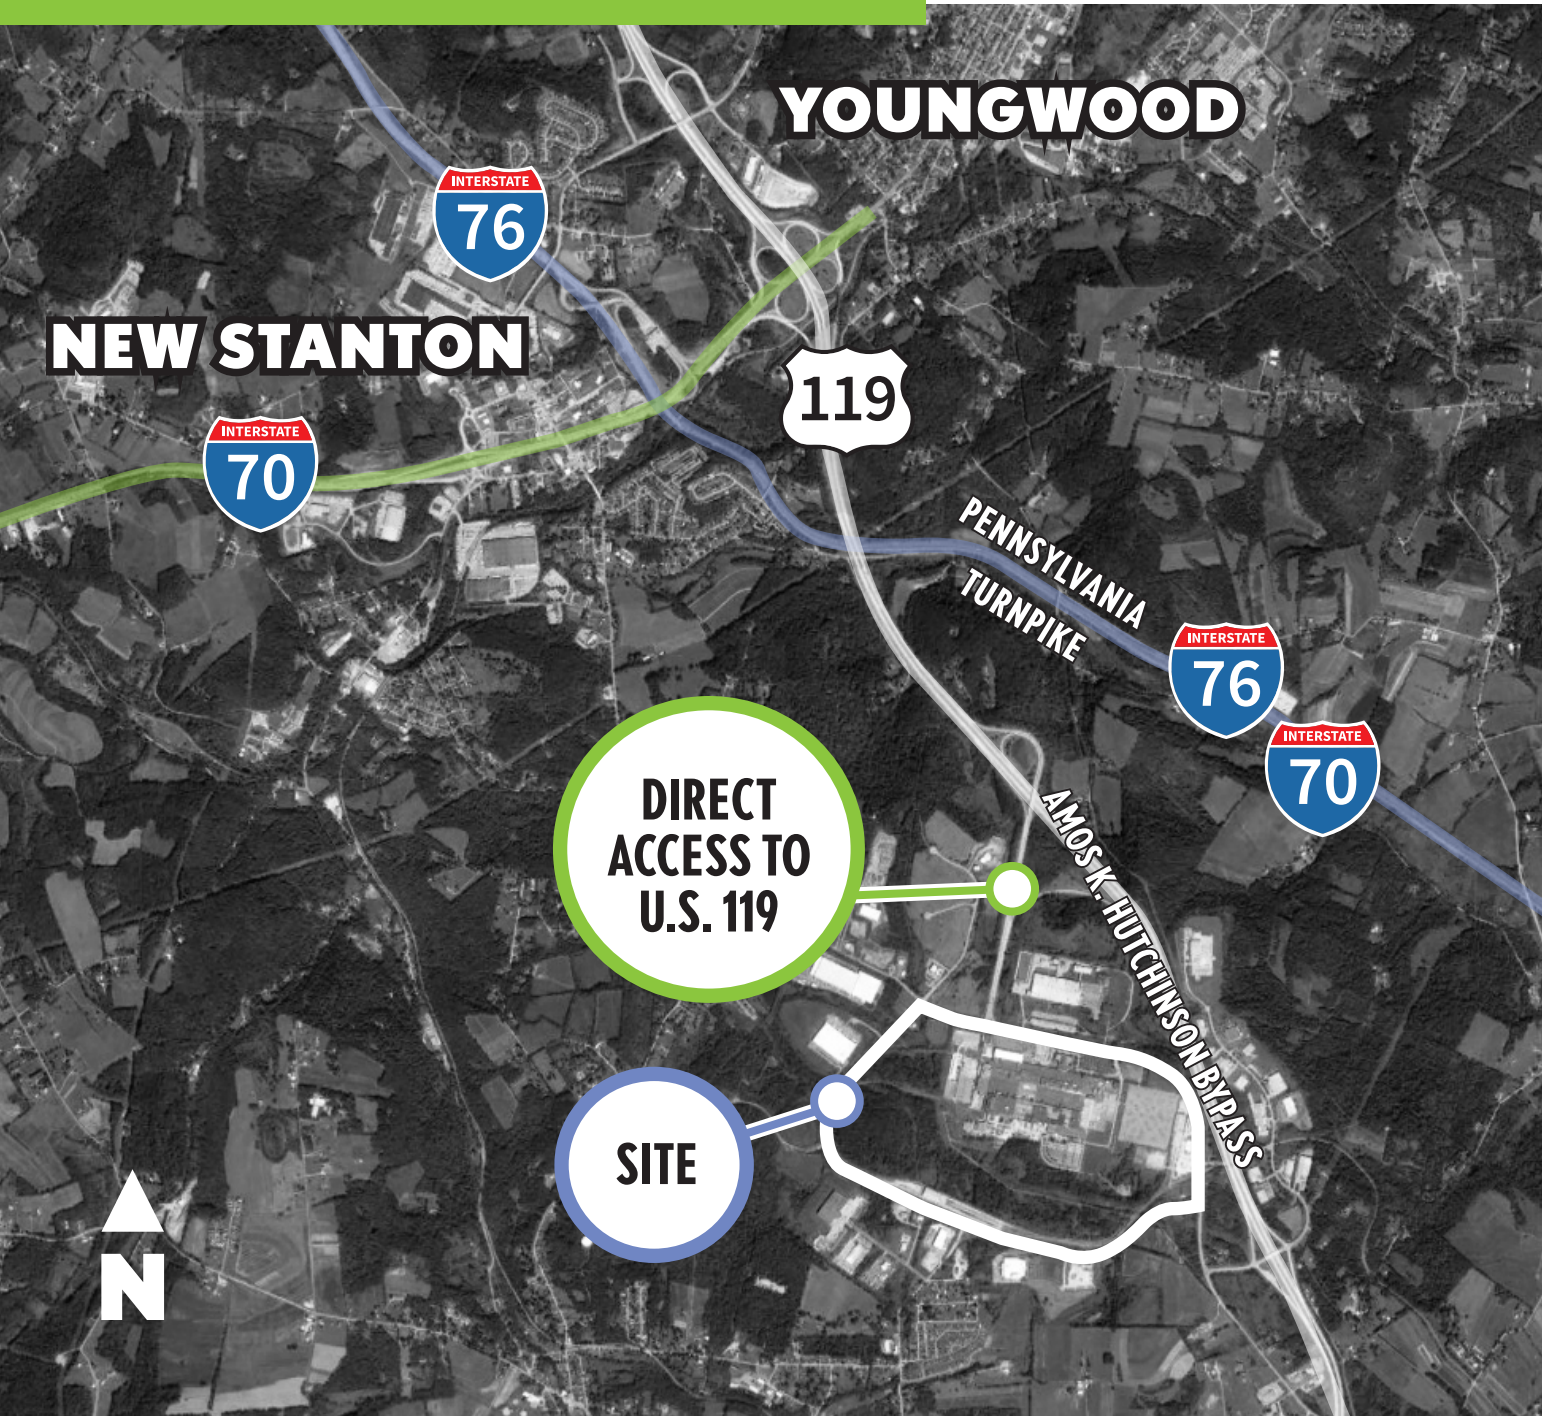 YOUNGWOOD
INTERSTATE
76
NEW STANTON
119
INTERSTATE
70
PENNSYLVANIA
TURNPIKE
INTERSTATE
76
INTERSTATE
70
DIRECT
ACCESS TO
U.S. 119
AMOS K. HUTCHINSON BYPASS
SITE
N